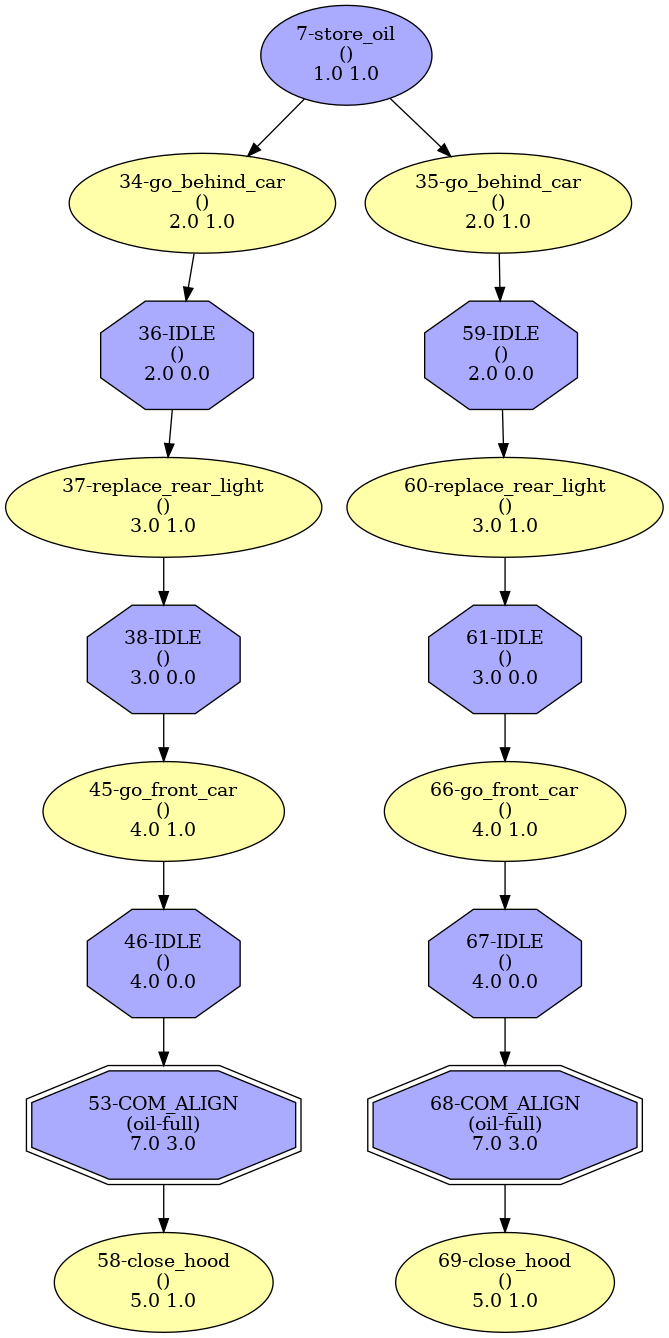 7-store_oil
()
1.0 1.0
34-go_behind_car
()
2.0 1.0
35-go_behind_car
()
2.0 1.0
36-IDLE
()
2.0 0.0
59-IDLE
()
2.0 0.0
37-replace_rear_light
()
3.0 1.0
60-replace_rear_light
()
3.0 1.0
38-IDLE
()
3.0 0.0
61-IDLE
()
3.0 0.0
45-go_front_car
()
4.0 1.0
66-go_front_car
()
4.0 1.0
46-IDLE
()
4.0 0.0
67-IDLE
()
4.0 0.0
53-COM_ALIGN
(oil-full)
7.0 3.0
68-COM_ALIGN
(oil-full)
7.0 3.0
58-close_hood
()
5.0 1.0
69-close_hood
()
5.0 1.0